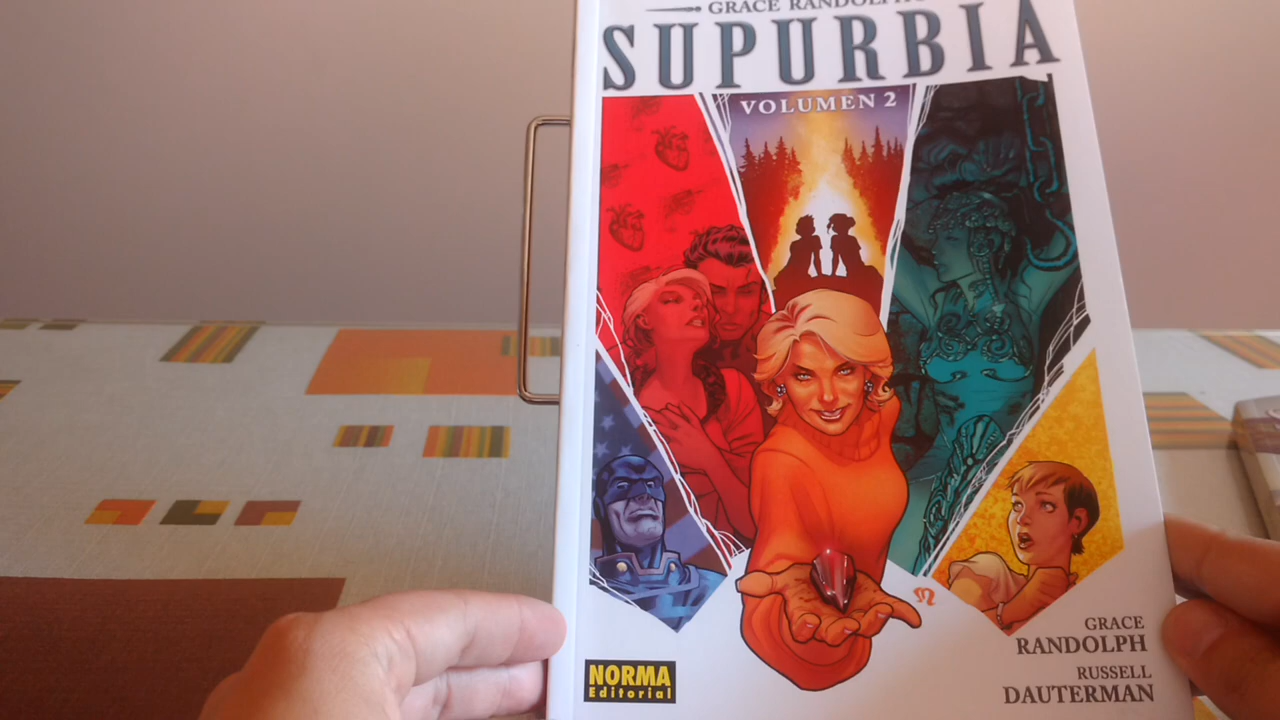 GRACE RANDOLPH'S
SUPURBIA
VOLUMEN 2
GRACE
RANDOLPH
RUSSELL
DAUTERMAN
NORMA
Editorial